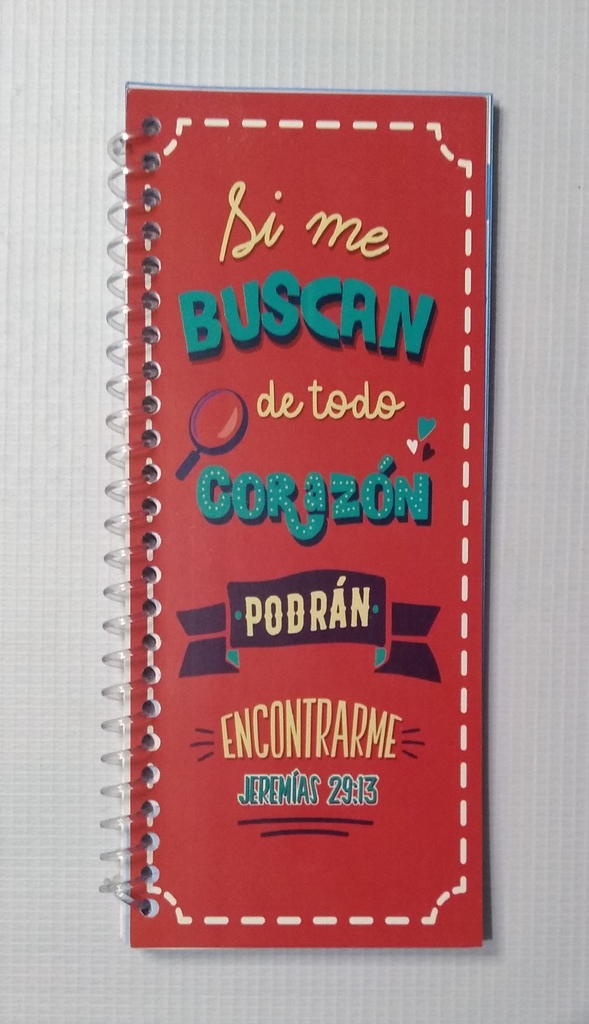 Si me
BUSCAN
de todo
CORAZÓN
PODRÁN
ENCONTRARME
JEREMÍAS 29:13